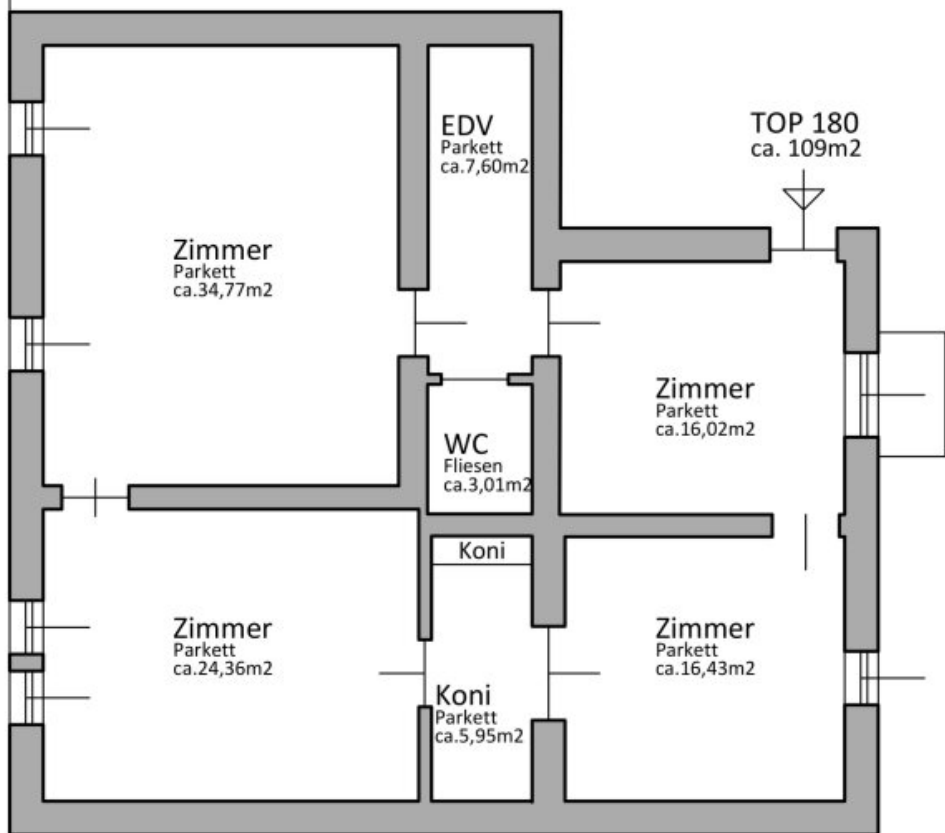 EDV
Parkett
ca.7,60m2
TOP 180
ca. 109m2
Zimmer
Parkett
ca.34,77m2
Zimmer
Parkett
ca.16,02m2
WC
Fliesen
ca.3,01m2
Koni
Zimmer
Parkett
ca.24,36m2
Koni
Parkett
ca.5,95m2
Zimmer
Parkett
ca.16,43m2